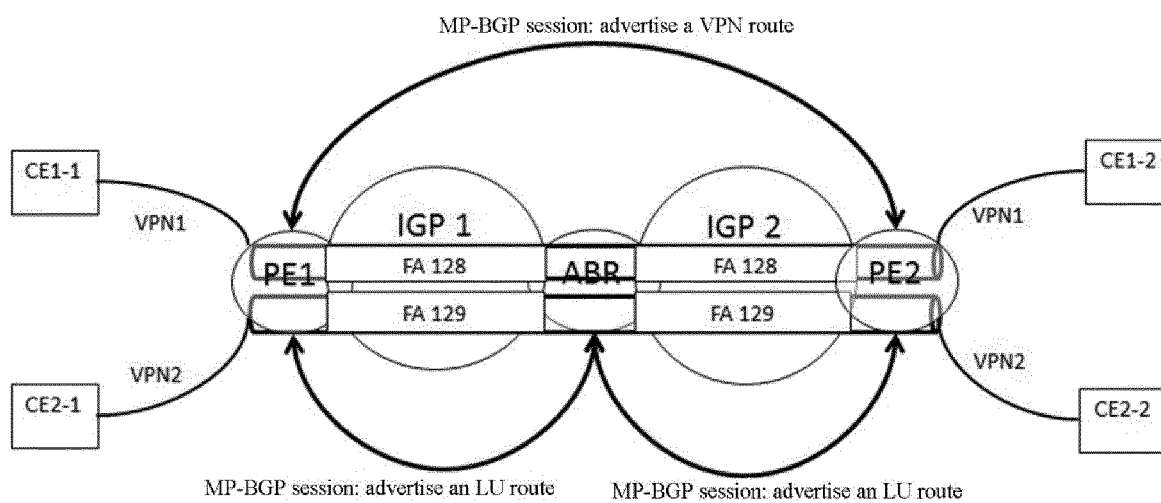 MP-BGP session: advertise a VPN route
CE1-1
CE1-2
VPN1
VPN1
IGP 1
IGP 2
PE1
FA 128
ABR
FA 128
PE2
FA 129
FA 129
VPN2
VPN2
CE2-1
CE2-2
MP-BGP session: advertise an LU route
MP-BGP session: advertise an LU route